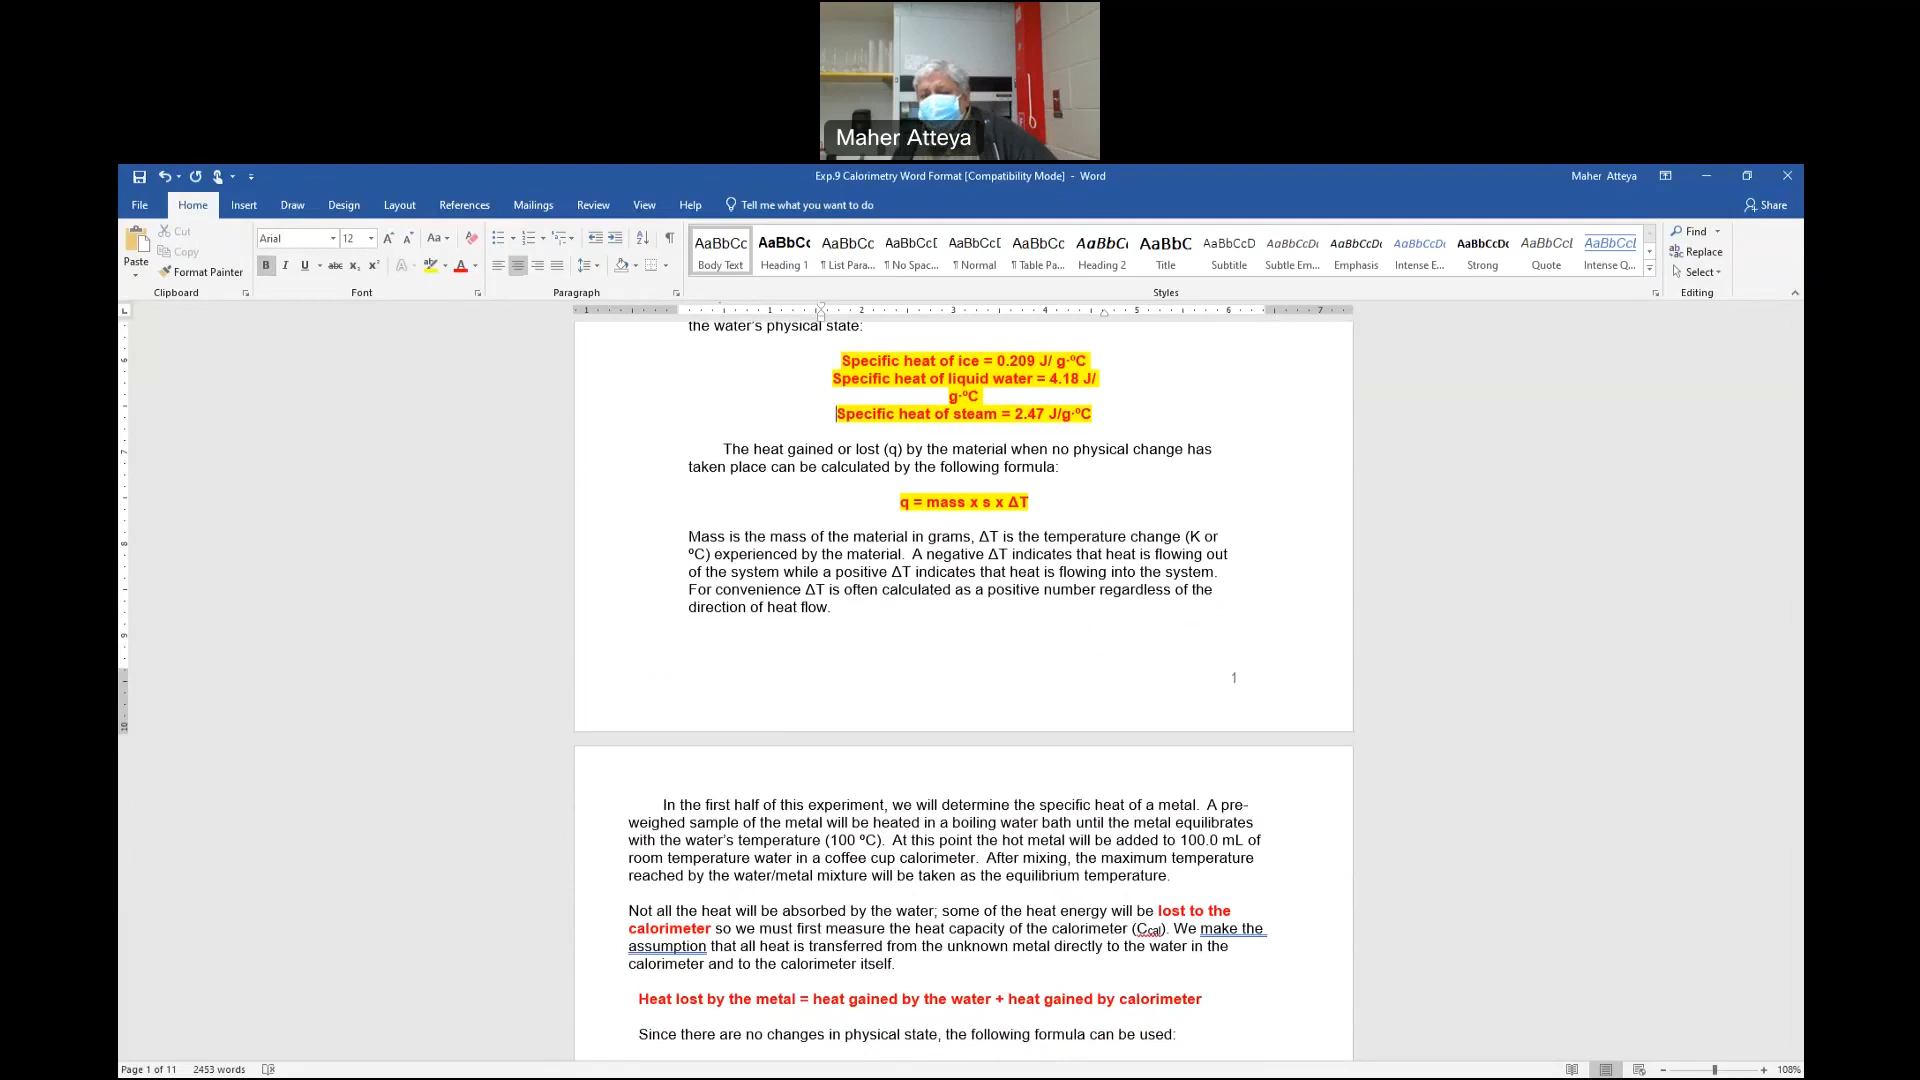 Maher Atteya
Exp.9 Calorimetry Word Format [Compatibility Mode] - Word
Maher Atteya
File Home Insert Draw Design Layout References Mailings Review View Help Tell me what you want to do
Share
Paste
Cut
Copy
Format Painter
Clipboard
Arial 12
Font
Paragraph
AaBbCc AaBbCc AaBbCc AaBbCcI AaBbCc AaBbCc AaBbCc AaBbC AaBbCcD AaBbCcDı AaBbCcDı AaBbCcDı AaBbCcDc AaBbCcI AaBbCcI
Body Text Heading 1 ¶ List Para... ¶ No Spac... ¶ Normal ¶ Table Pa... Heading 2 Title Subtitle Subtle Em... Emphasis Intense E... Strong Quote Intense Q...
Styles
Find
Replace
Select
Editing
1 1 2 3 4 5 6 7
the water's physical state:
Specific heat of ice = 0.209 J/ g·ºC
Specific heat of liquid water = 4.18 J/
g·ºC
Specific heat of steam = 2.47 J/g·ºC
The heat gained or lost (q) by the material when no physical change has
taken place can be calculated by the following formula:
q = mass x s x ΔT
Mass is the mass of the material in grams, ΔT is the temperature change (K or
ºC) experienced by the material. A negative ΔT indicates that heat is flowing out
of the system while a positive ΔT indicates that heat is flowing into the system.
For convenience ΔT is often calculated as a positive number regardless of the
direction of heat flow.
1
In the first half of this experiment, we will determine the specific heat of a metal. A pre-
weighed sample of the metal will be heated in a boiling water bath until the metal equilibrates
with the water's temperature (100 ºC). At this point the hot metal will be added to 100.0 mL of
room temperature water in a coffee cup calorimeter. After mixing, the maximum temperature
reached by the water/metal mixture will be taken as the equilibrium temperature.
Not all the heat will be absorbed by the water; some of the heat energy will be lost to the
calorimeter so we must first measure the heat capacity of the calorimeter (Ccal). We make the
assumption that all heat is transferred from the unknown metal directly to the water in the
calorimeter and to the calorimeter itself.
Heat lost by the metal = heat gained by the water + heat gained by calorimeter
Since there are no changes in physical state, the following formula can be used:
Page 1 of 11 2453 words
108%